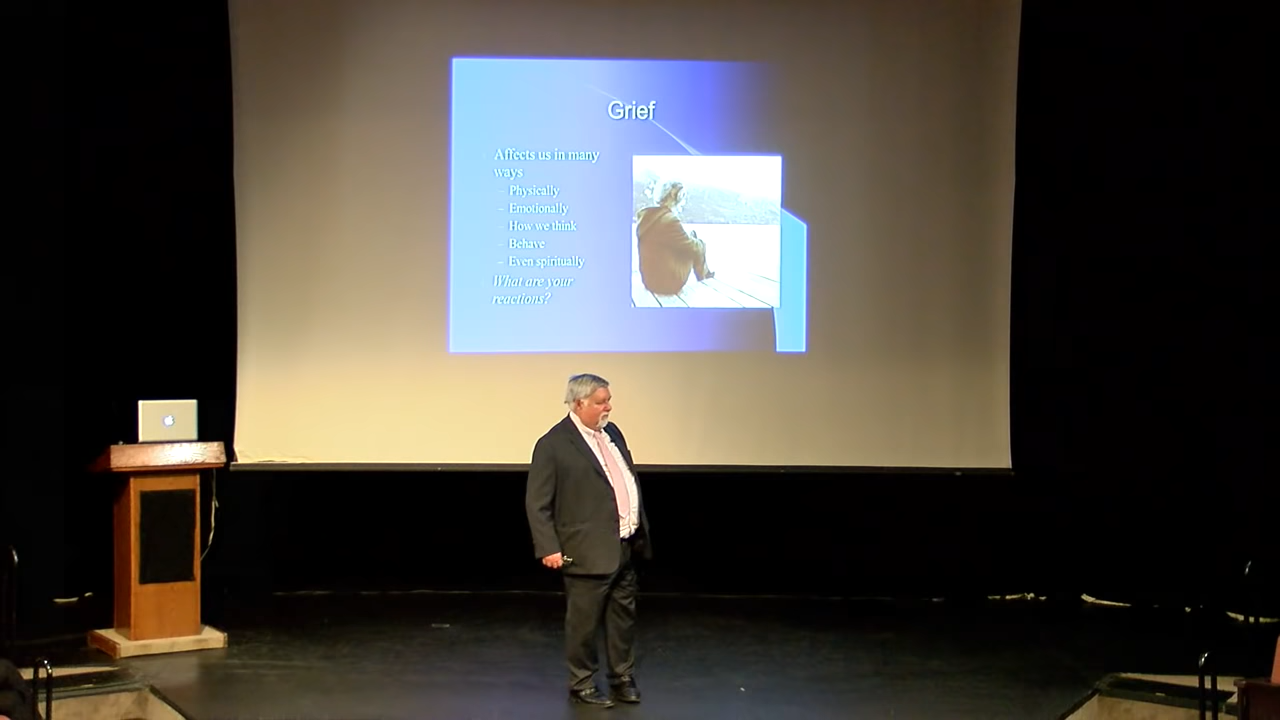 Grief
Affects us in many
ways
– Physically
– Emotionally
– How we think
– Behave
– Even spiritually
What are your
reactions?